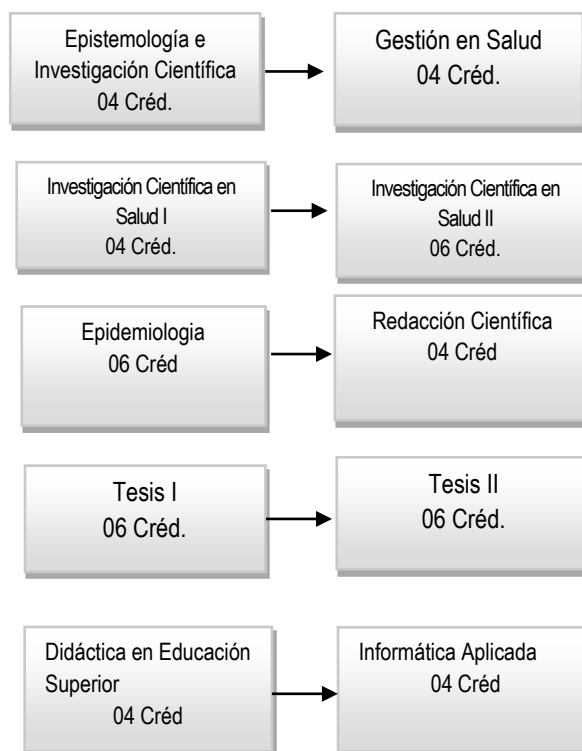 Epistemología e
Investigación Científica
04 Créd.
Gestión en Salud
04 Créd.
Investigación Científica en
Salud I
04 Créd.
Investigación Científica en
Salud II
06 Créd.
Epidemiologia
06 Créd
Redacción Científica
04 Créd
Tesis I
06 Créd.
Tesis II
06 Créd.
Didáctica en Educación
Superior
04 Créd
Informática Aplicada
04 Créd